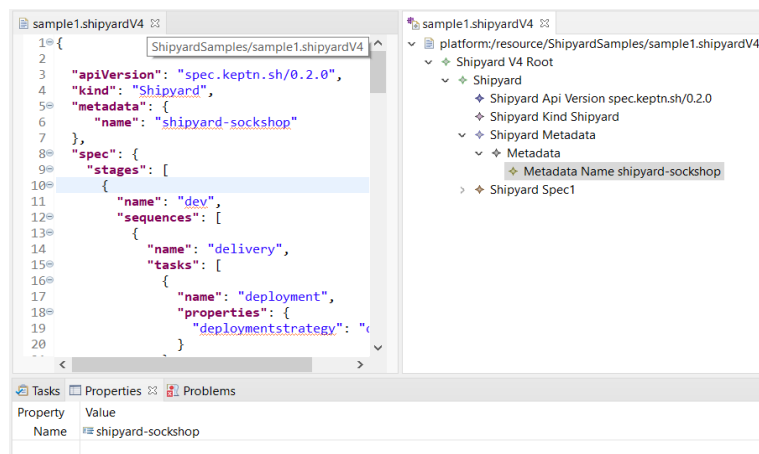 sample1.shipyardV4
1 {
ShipyardSamples/sample1.shipyardV4
2
3 "apiVersion": "spec.keptn.sh/0.2.0",
4 "kind": "Shipyard",
5 "metadata": {
6 "name": "shipyard-sockshop"
7 },
8 "spec": {
9 "stages": [
10 {
11 "name": "dev",
12 "sequences": [
13 {
14 "name": "delivery",
15 "tasks": [
16 {
17 "name": "deployment",
18 "properties": {
19 "deploymentstrategy": "
20 }
sample1.shipyardV4
platform:/resource/ShipyardSamples/sample1.shipyardV4
Shipyard V4 Root
Shipyard
Shipyard Api Version spec.keptn.sh/0.2.0
Shipyard Kind Shipyard
Shipyard Metadata
Metadata
Metadata Name shipyard-sockshop
Shipyard Spec1
Tasks Properties Problems
Property Value
Name shipyard-sockshop